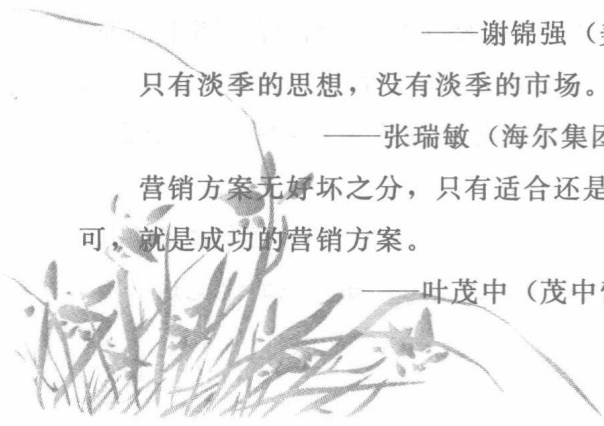 ——谢锦强（
只有淡季的思想，没有淡季的市场。
——张瑞敏（海尔集团
营销方案无好坏之分，只有适合还是
可，就是成功的营销方案。
——叶茂中（茂中